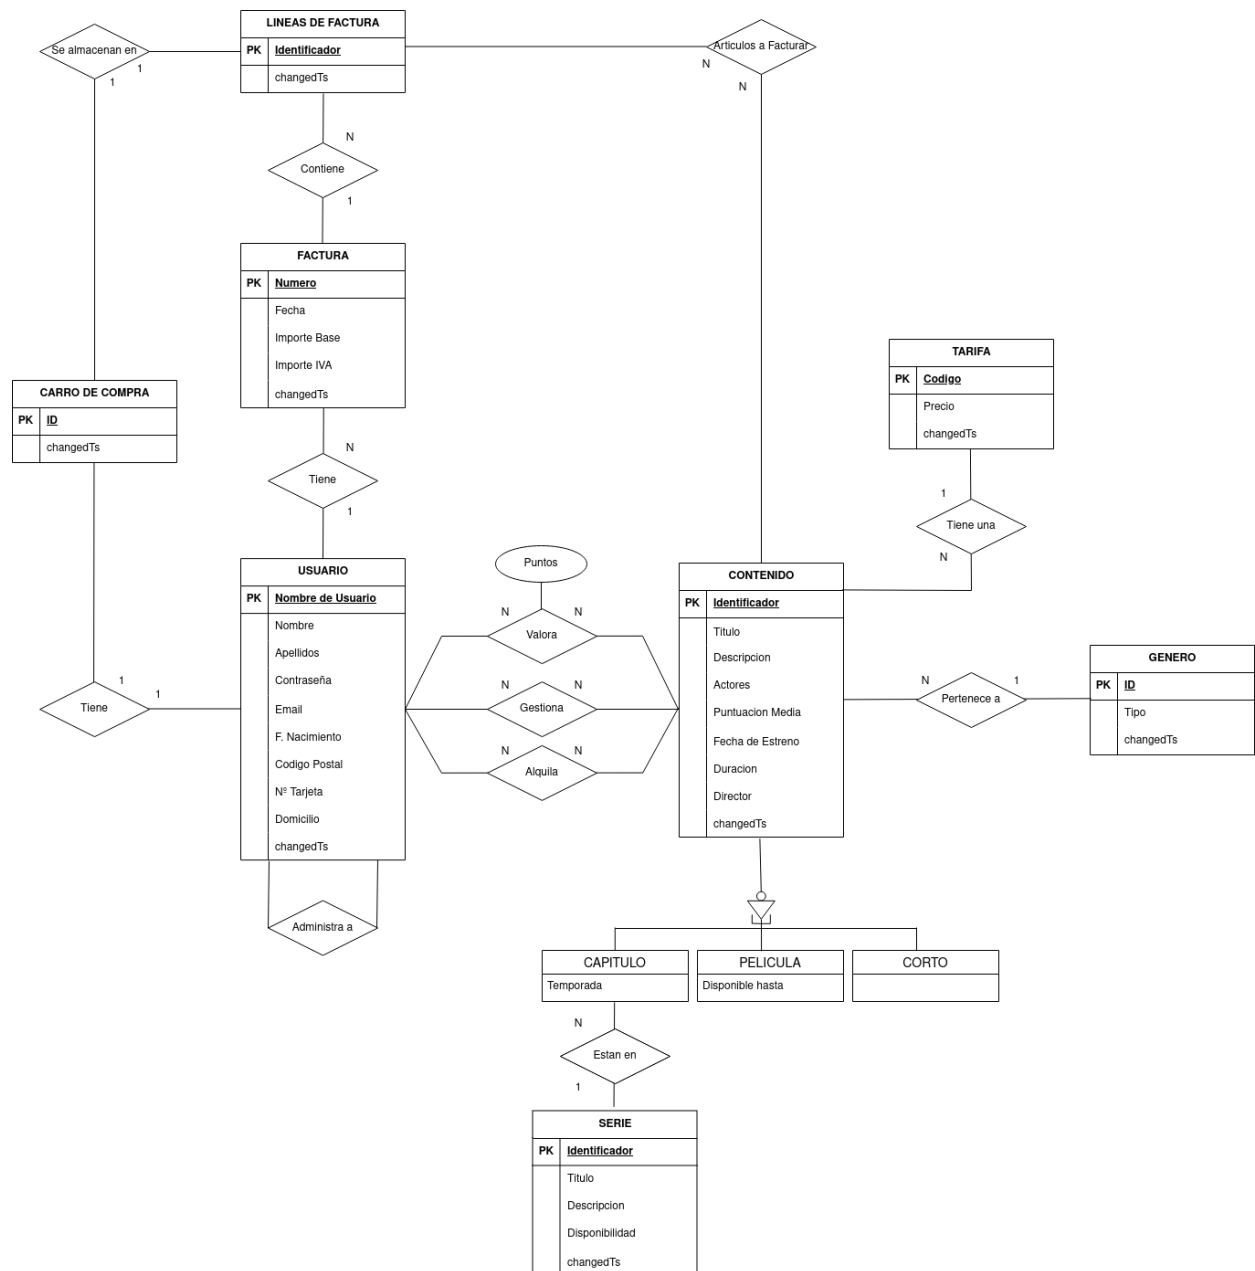 LINEAS DE FACTURA
PK Identificador
changedTs
Se almacenan en
1
1
Articulos a Facturar
N
N
N
Contiene
1
FACTURA
PK Numero
Fecha
Importe Base
Importe IVA
changedTs
CARRO DE COMPRA
PK ID
changedTs
TARIFA
PK Codigo
Precio
changedTs
N
Tiene
1
1
Tiene una
N
USUARIO
PK Nombre de Usuario
Nombre
Apellidos
Contraseña
Email
F. Nacimiento
Codigo Postal
Nº Tarjeta
Domicilio
changedTs
1
1
Tiene
Administra a
Puntos
N N
Valora
N N
Gestiona
N N
Alquila
CONTENIDO
PK Identificador
Titulo
Descripcion
Actores
Puntuacion Media
Fecha de Estreno
Duracion
Director
changedTs
N 1
Pertenece a
GENERO
PK ID
Tipo
changedTs
CAPITULO
Temporada
PELICULA
Disponible hasta
CORTO
N
Estan en
1
SERIE
PK Identificador
Titulo
Descripcion
Disponibilidad
changedTs